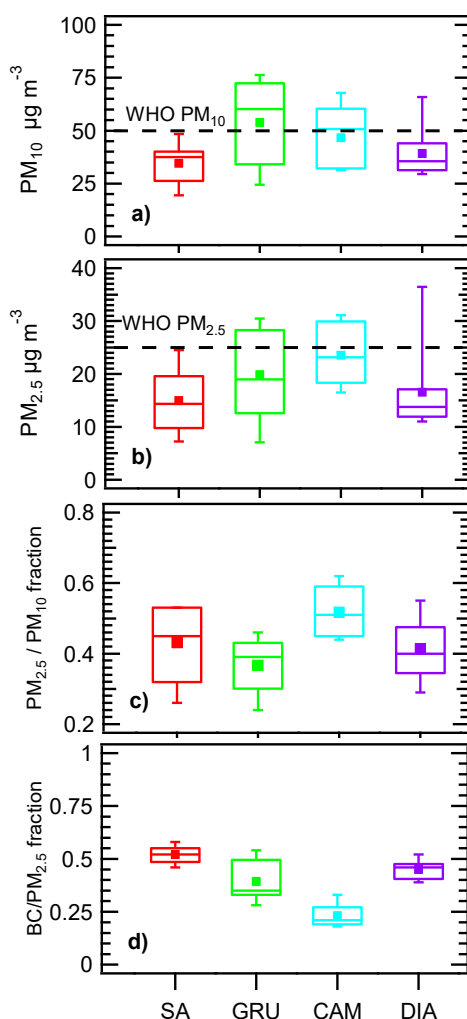 100
75
50
25
0
PM₁₀ µg m⁻³
WHO PM₁₀
a)
40
30
20
10
0
PM₂.₅ µg m⁻³
WHO PM₂.₅
b)
0.8
0.6
0.4
0.2
PM₂.₅ / PM₁₀ fraction
c)
1
0.75
0.5
0.25
0
BC/PM₂.₅ fraction
d)
SA GRU CAM DIA